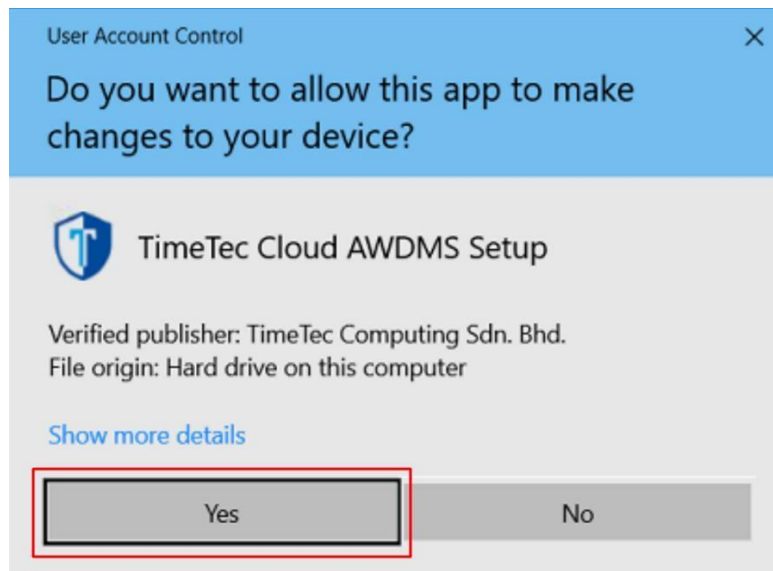 User Account Control
Do you want to allow this app to make
changes to your device?
TimeTec Cloud AWDMS Setup
Verified publisher: TimeTec Computing Sdn. Bhd.
File origin: Hard drive on this computer
Show more details
Yes
No